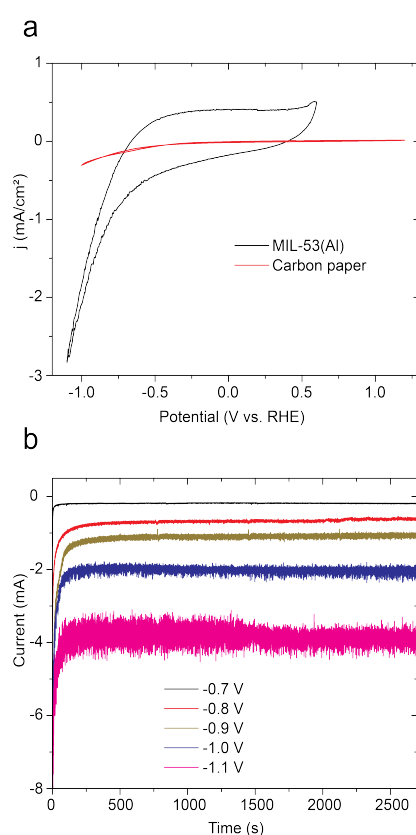 a
1
0
-1
-2
-3
j (mA/cm²)
MIL-53(Al)
Carbon paper
-1.0 -0.5 0.0 0.5 1.0
Potential (V vs. RHE)
b
0
-2
-4
-6
-8
Current (mA)
-0.7 V
-0.8 V
-0.9 V
-1.0 V
-1.1 V
0 500 1000 1500 2000 2500
Time (s)